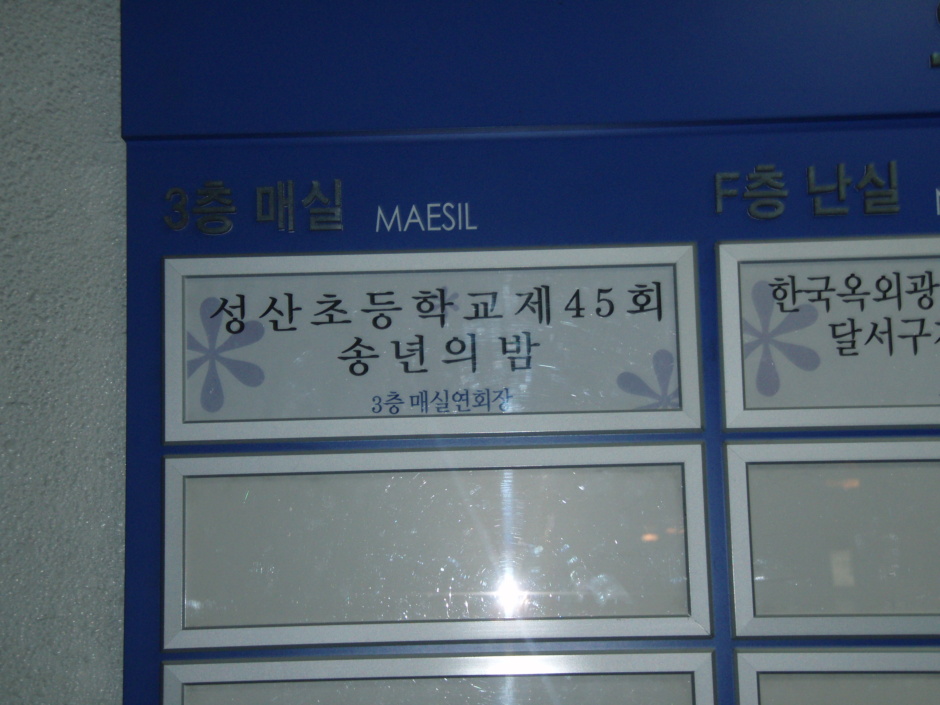 3층 매실 MAESIL
성산초등학교제45회
송년의밤
3층 매실연회장
F층 난실
한국옥외광
달서구